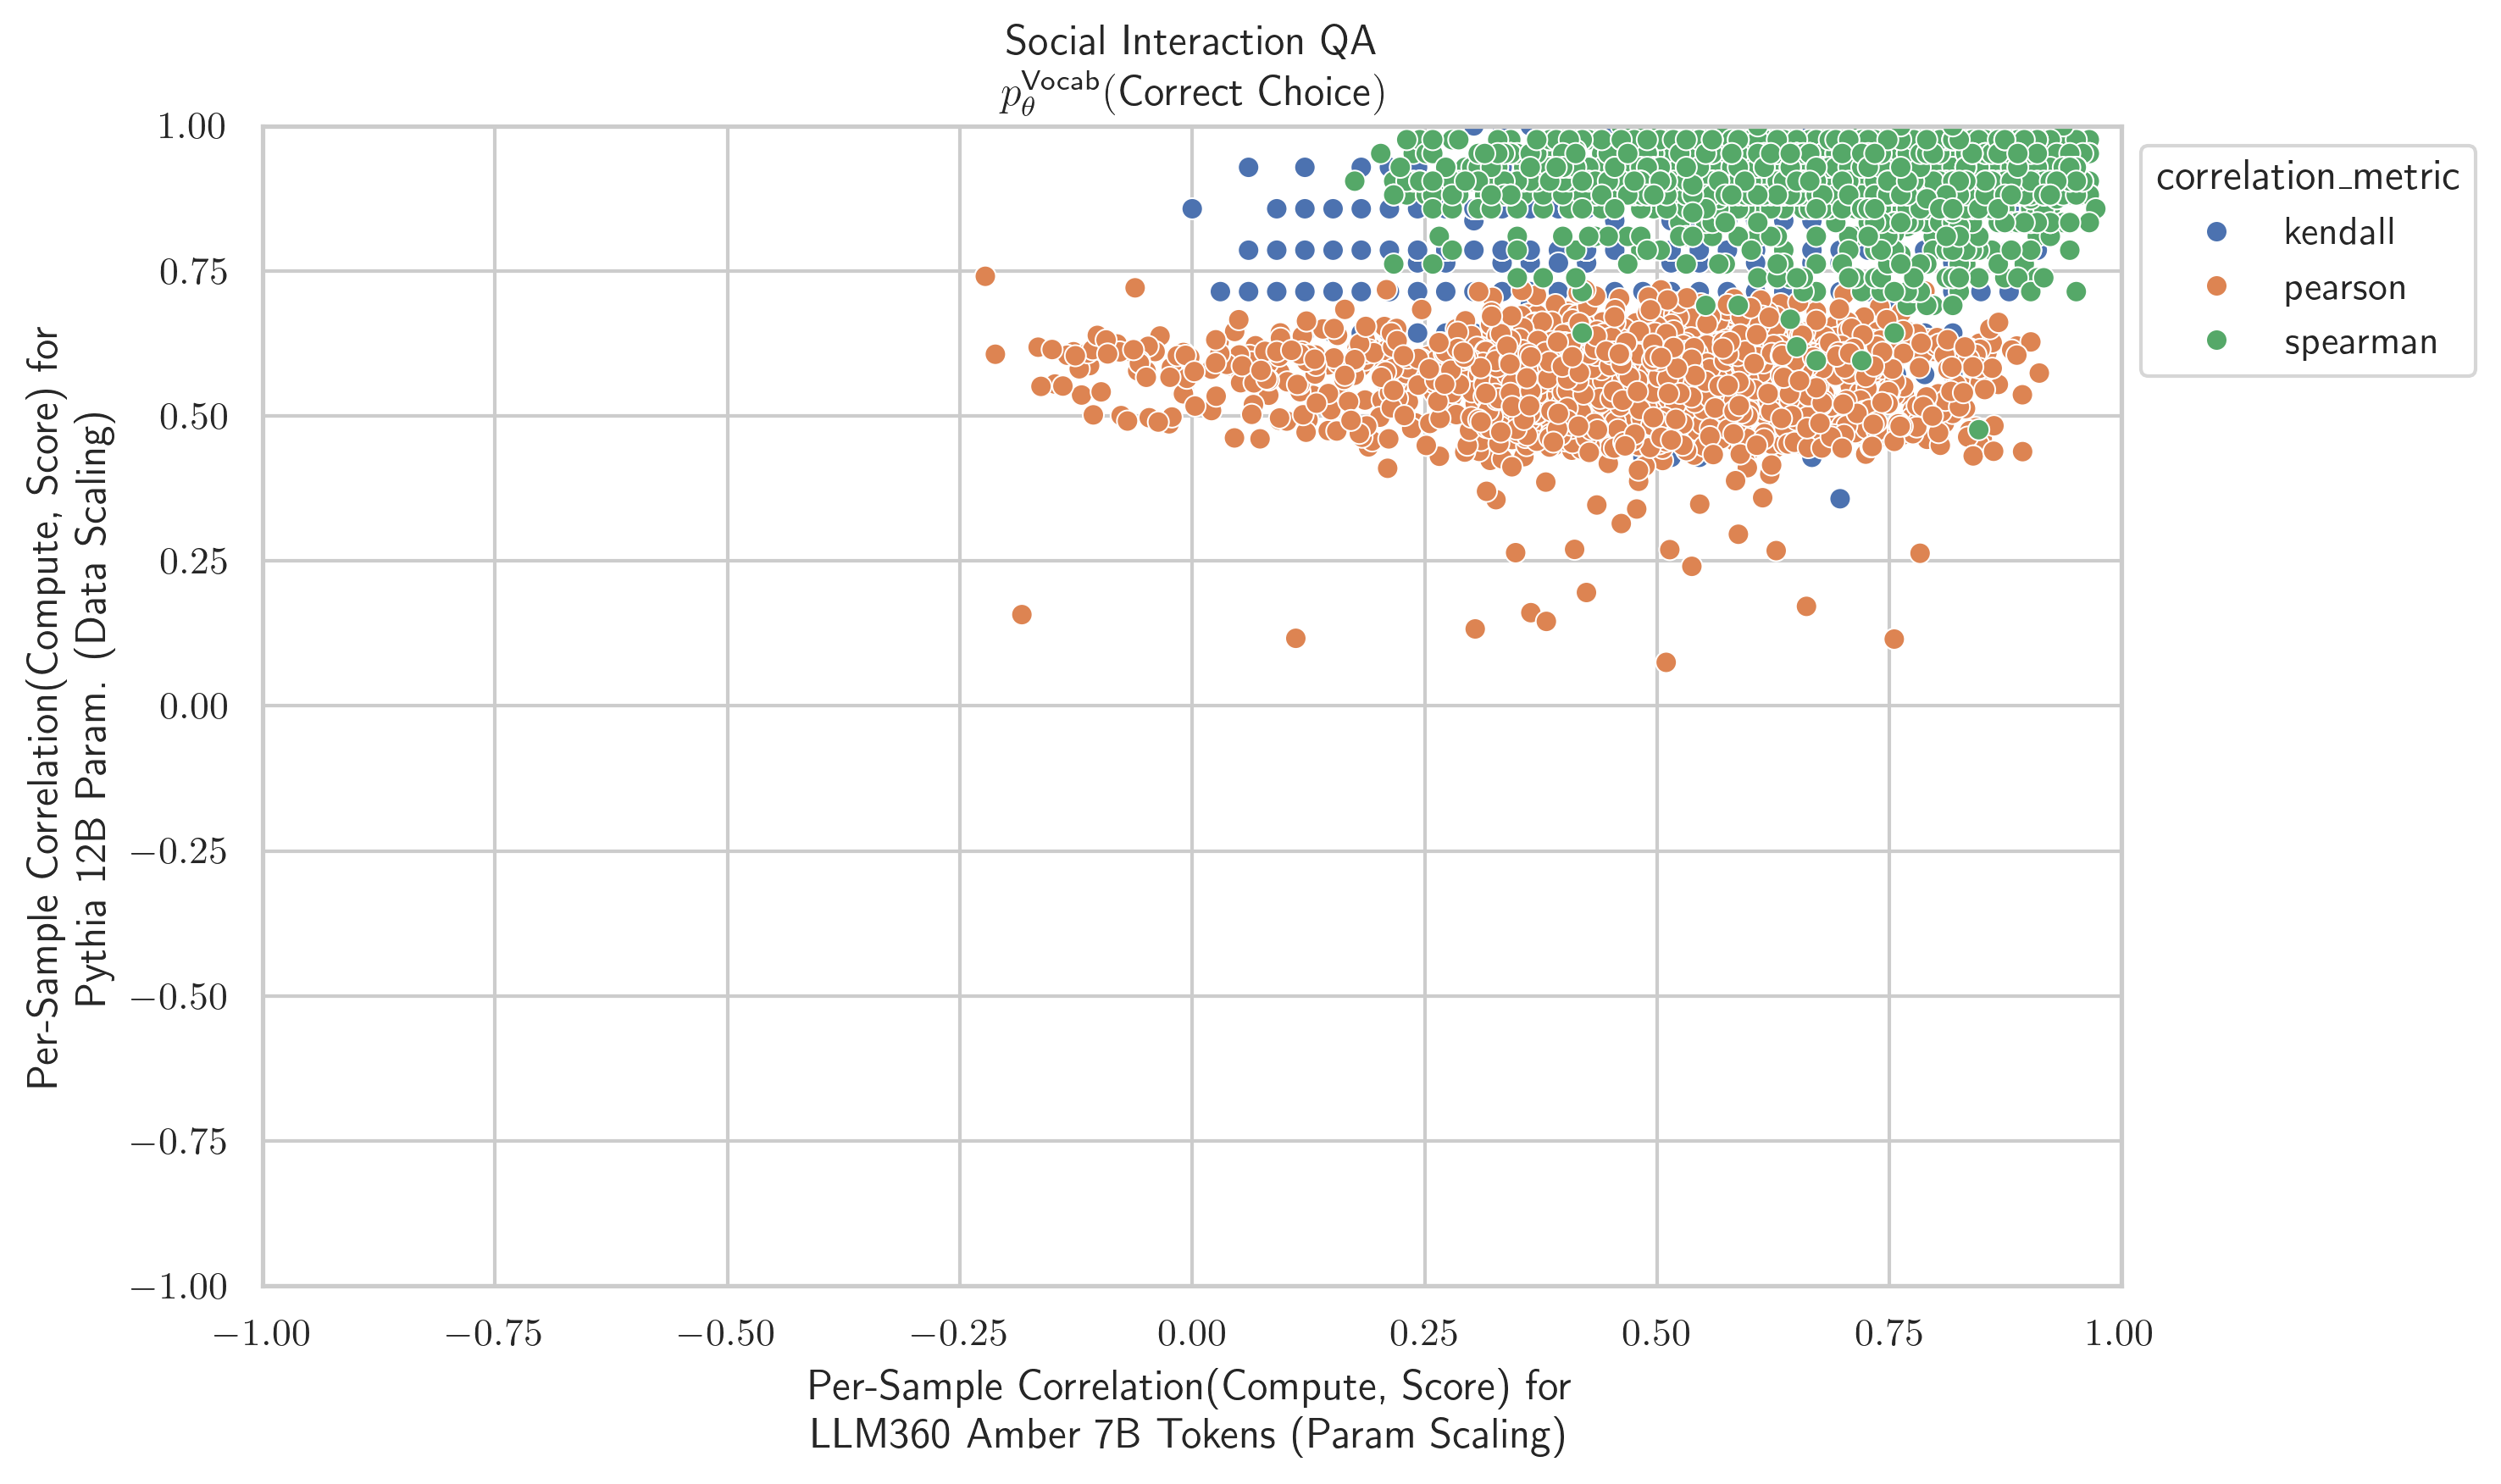 Social Interaction QA
p_θ^Vocab(Correct Choice)
Per-Sample Correlation(Compute, Score) for
Pythia 12B Param. (Data Scaling)
1.00
0.75
0.50
0.25
0.00
−0.25
−0.50
−0.75
−1.00
−1.00 −0.75 −0.50 −0.25 0.00 0.25 0.50 0.75 1.00
Per-Sample Correlation(Compute, Score) for
LLM360 Amber 7B Tokens (Param Scaling)
correlation_metric
kendall
pearson
spearman